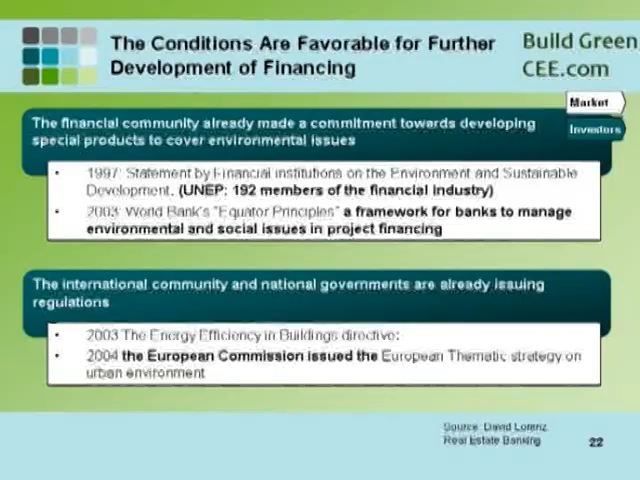 The Conditions Are Favorable for Further
Development of Financing
Build Green
CEE.com
Market
Investors
The financial community already made a commitment towards developing
special products to cover environmental issues
• 1997: Statement by Financial institutions on the Environment and Sustainable
Development. (UNEP: 192 members of the financial industry)
• 2003: World Bank's "Equator Principles" a framework for banks to manage
environmental and social issues in project financing
The international community and national governments are already issuing
regulations
• 2003 The Energy Efficiency in Buildings directive:
• 2004 the European Commission issued the European Thematic strategy on
urban environment
Source: David Lorenz
Real Estate Banking
22